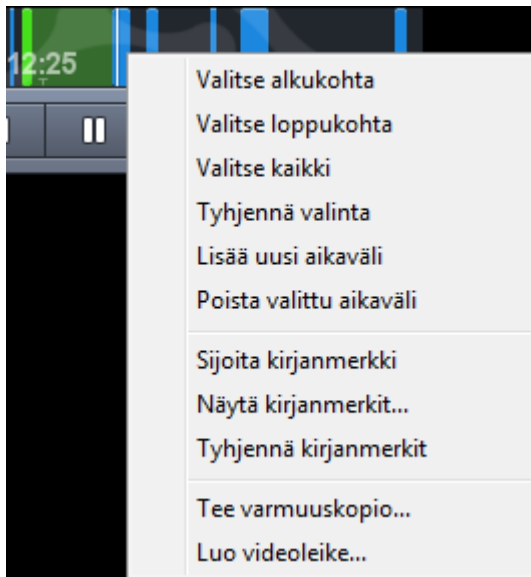 12:25
Valitse alkukohta
Valitse loppukohta
Valitse kaikki
Tyhjennä valinta
Lisää uusi aikaväli
Poista valittu aikaväli
Sijoita kirjanmerkki
Näytä kirjanmerkit...
Tyhjennä kirjanmerkit
Tee varmuuskopio...
Luo videoleike...